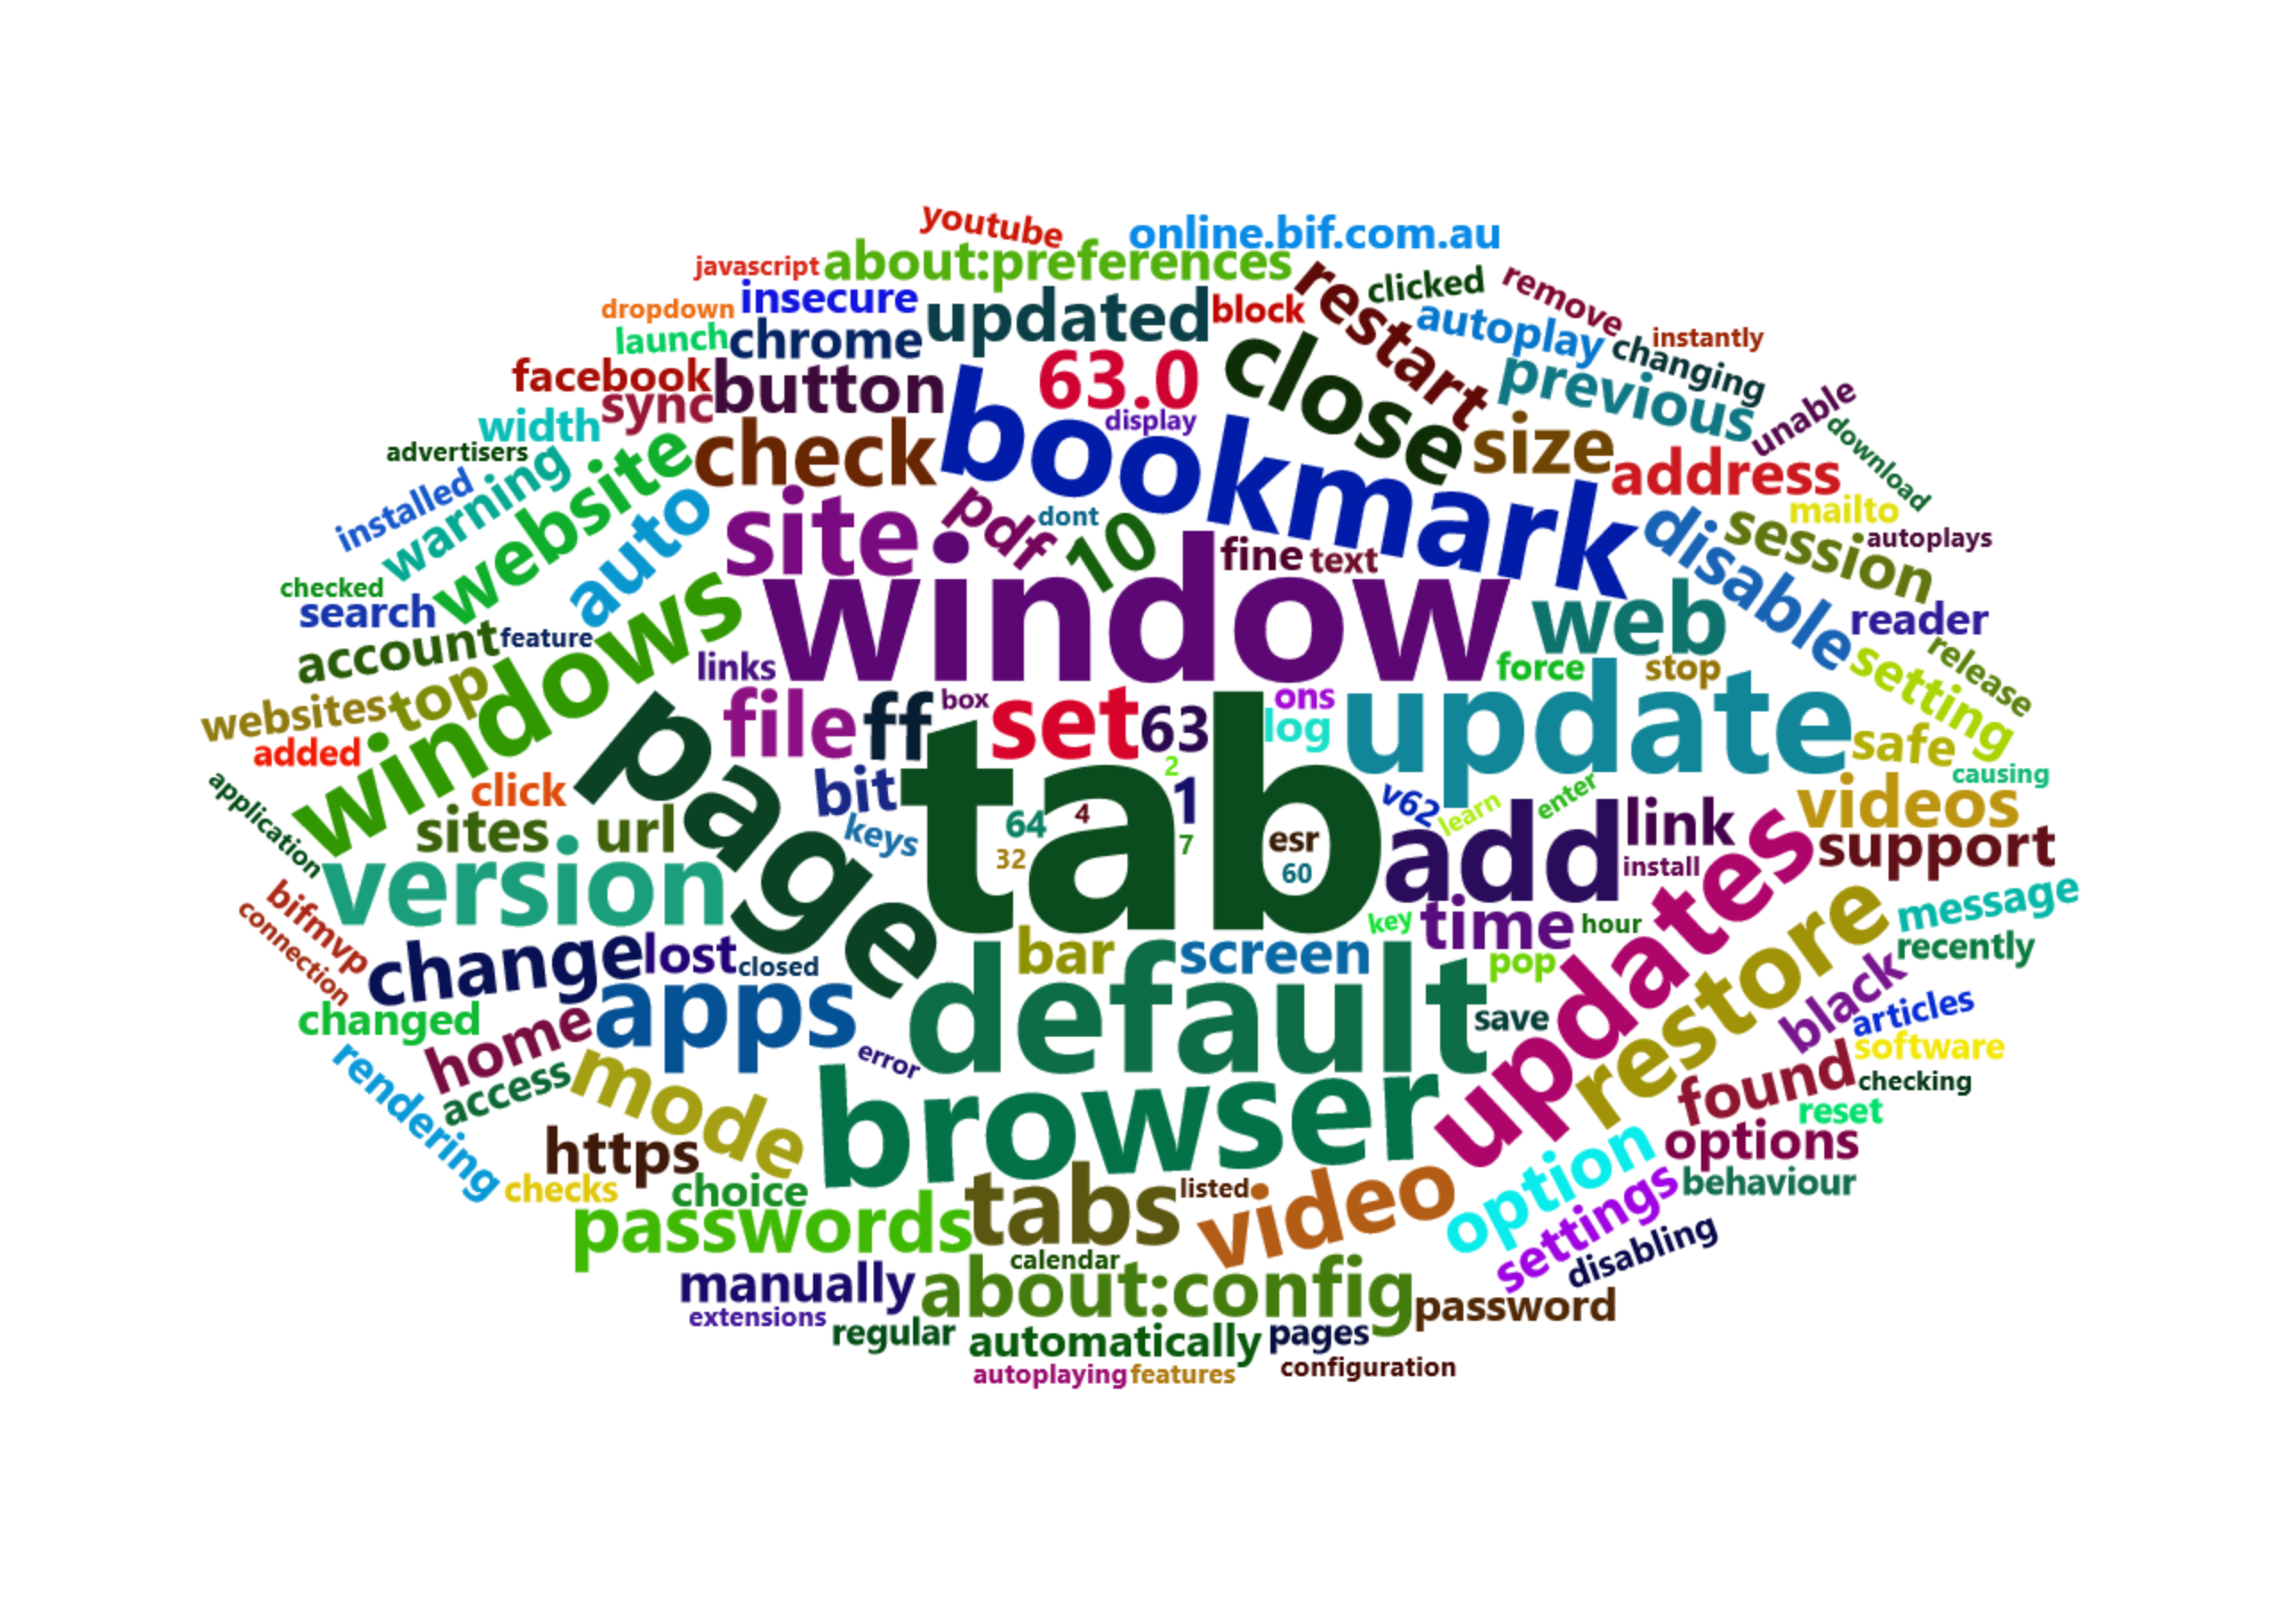 youtube
online.bif.com.au
javascript
about:preferences
restart
clicked
remove
dropdown
insecure
updated
block
autoplay
instantly
launch
chrome
63.0
close
changing
facebook
button
bookmark
previous
sync
display
unable
width
check
size
download
advertisers
website
address
installed
warning
auto
site
pdf
dont
10
disable
session
mailto
autoplays
fine
text
checked
search
windows
window
web
reader
account
feature
links
force
stop
setting
release
websites
top
file
ff
box
set
63
ons
log
update
safe
added
page
tab
2
causing
application
click
bit
1
v62
learn
enter
videos
sites
url
keys
64
4
7
esr
add
link
support
32
60
install
version
updates
bifmvp
connection
key
time
hour
restore
message
change
lost
closed
bar
screen
pop
recently
black
changed
home
apps
default
save
articles
rendering
access
mode
error
browser
found
software
checking
reset
https
option
options
checks
choice
tabs
listed
video
settings
behaviour
passwords
calendar
disabling
manually
about:config
password
extensions
regular
automatically
pages
autoplaying
features
configuration